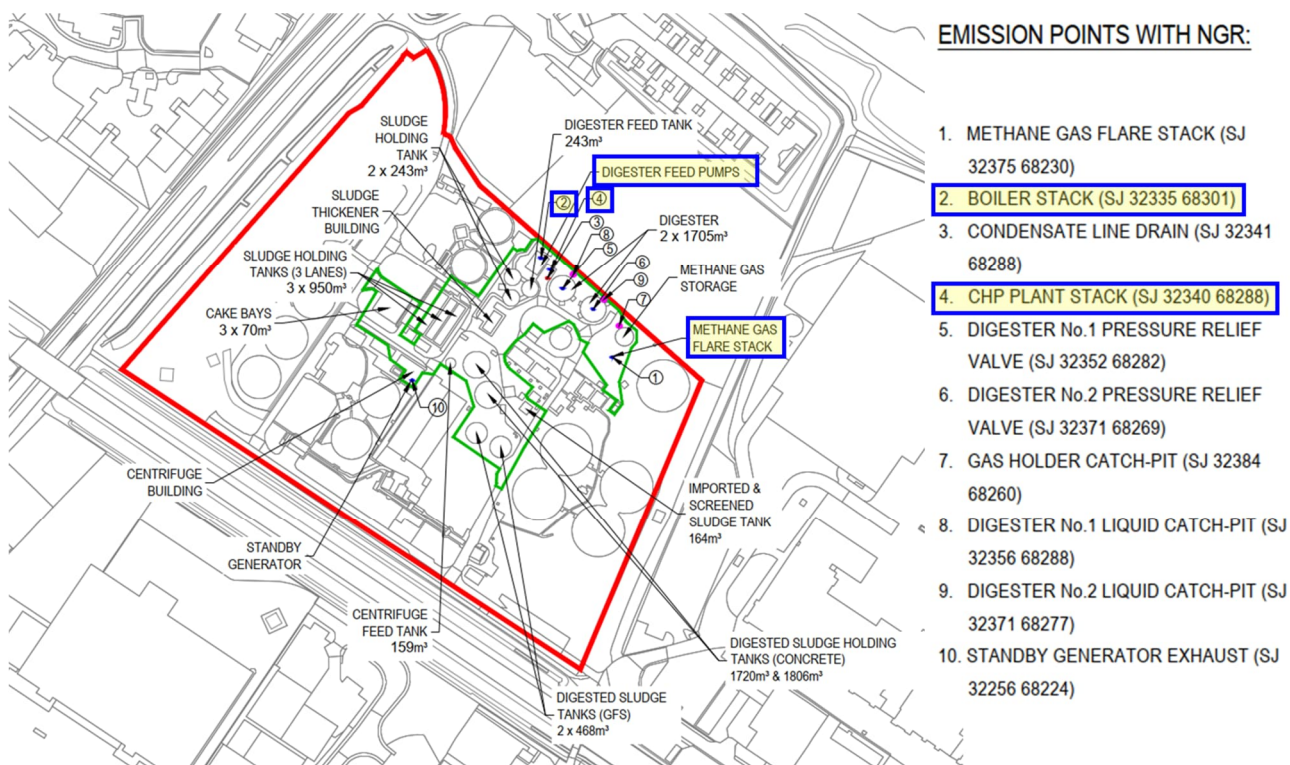 SLUDGE
HOLDING
TANK
2 x 243m³
DIGESTER FEED TANK
243m³
DIGESTER FEED PUMPS
②
④
③
⑧
⑤
DIGESTER
2 x 1705m³
⑥
⑨
⑦
METHANE GAS
STORAGE
SLUDGE
THICKENER
BUILDING
SLUDGE HOLDING
TANKS (3 LANES)
3 x 950m³
CAKE BAYS
3 x 70m³
METHANE GAS
FLARE STACK
①
⑩
CENTRIFUGE
BUILDING
STANDBY
GENERATOR
CENTRIFUGE
FEED TANK
159m³
IMPORTED &
SCREENED
SLUDGE TANK
164m³
DIGESTED SLUDGE HOLDING
TANKS (CONCRETE)
1720m³ & 1806m³
DIGESTED SLUDGE
TANKS (GFS)
2 x 468m³
EMISSION POINTS WITH NGR:
1. METHANE GAS FLARE STACK (SJ
32375 68230)
2. BOILER STACK (SJ 32335 68301)
3. CONDENSATE LINE DRAIN (SJ 32341
68288)
4. CHP PLANT STACK (SJ 32340 68288)
5. DIGESTER No.1 PRESSURE RELIEF
VALVE (SJ 32352 68282)
6. DIGESTER No.2 PRESSURE RELIEF
VALVE (SJ 32371 68269)
7. GAS HOLDER CATCH-PIT (SJ 32384
68260)
8. DIGESTER No.1 LIQUID CATCH-PIT (SJ
32356 68288)
9. DIGESTER No.2 LIQUID CATCH-PIT (SJ
32371 68277)
10. STANDBY GENERATOR EXHAUST (SJ
32256 68224)